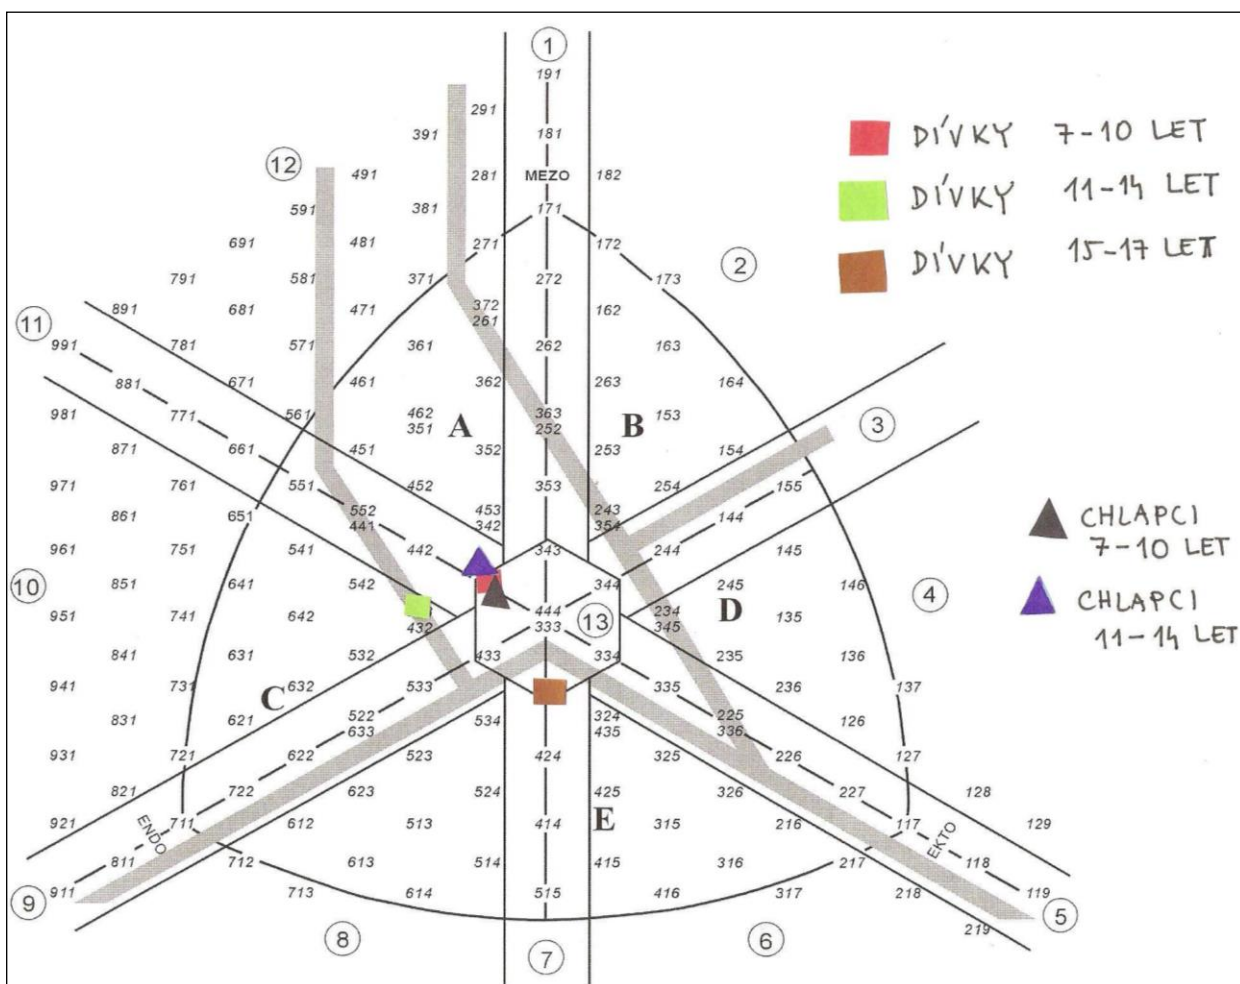 1
191
291
391 181
12
491 281 MEZO 182
591 381 171
691 481 271 172 2
791 581 371 272 173
372
891 681 471 261 162
11
991 781 571 361 262 163
881 671 461 362 263 164
981 771 561 462 363 153
351 A 252 B 3
871 661 451 352 253 154
971 761 551 452 353 254 155
861 651 552 453 243 144
441 342 354
961 751 541 442 343 244 145
10 851 641 542 344 245 146 4
951 741 642 444 13 234 D 135
432 333 345
841 631 532 433 334 235 136
941 731 C 632 533 335 236 137
831 621 522 534 324 225 126
633 435 336
931 721 622 523 424 325 226 127
821 722 623 524 425 326 227 128
921 ENDO 711 612 513 414 E 315 216 117 EKTO 129
811 712 613 514 415 316 217 118
9 911 713 614 515 416 317 218 119 5
219
8 7 6
DÍVKY 7-10 LET
DÍVKY 11-14 LET
DÍVKY 15-17 LET
CHLAPCI
7-10 LET
CHLAPCI
11-14 LET